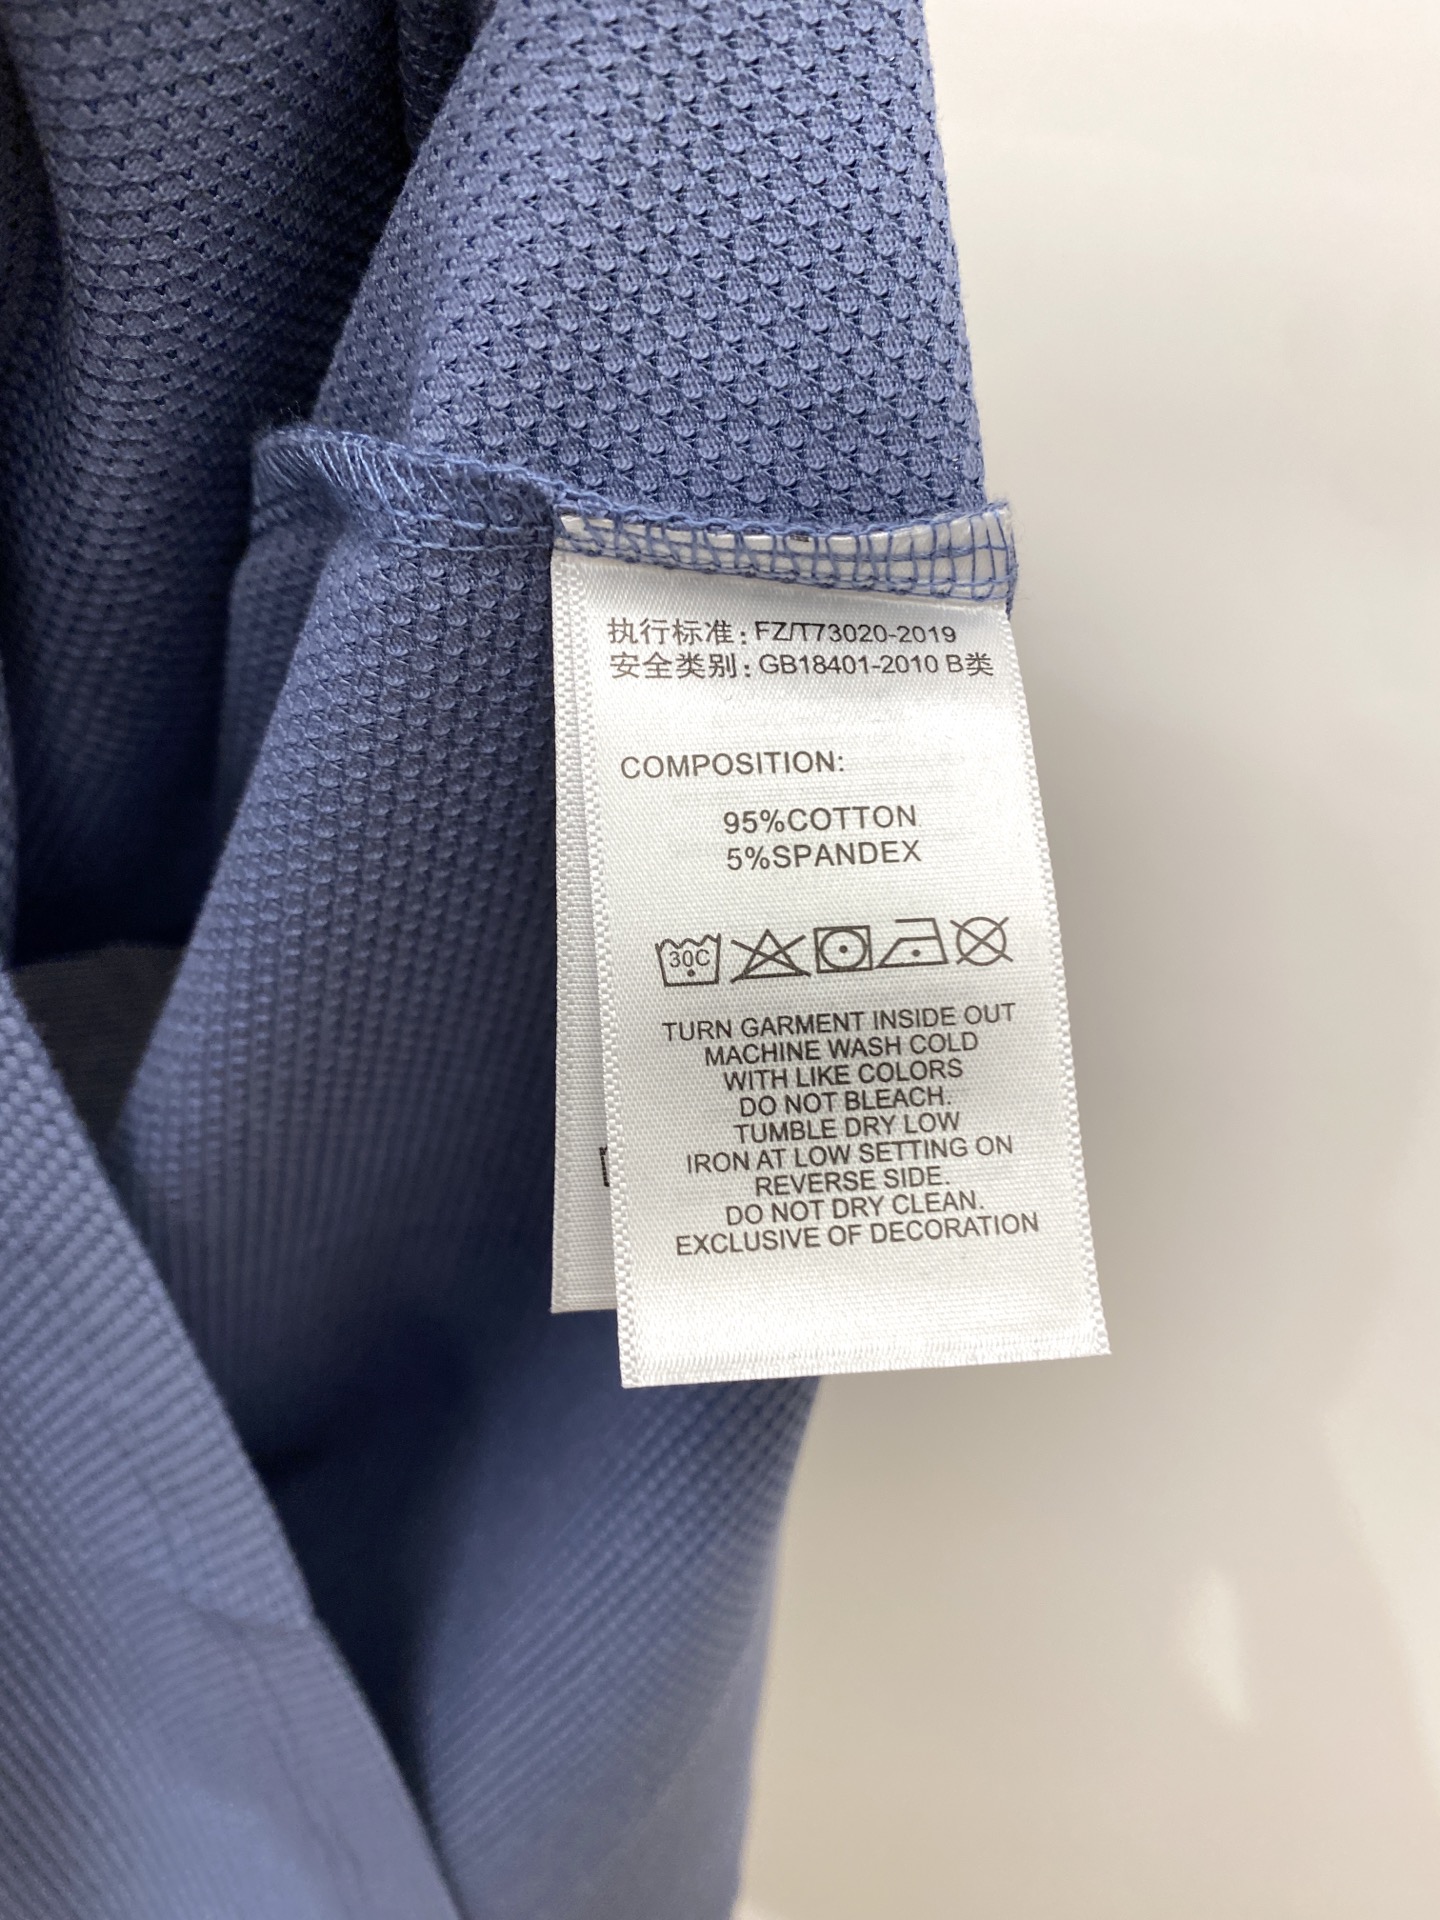 执行标准: FZ/T73020-2019
安全类别: GB18401-2010 B类
COMPOSITION:
95%COTTON
5%SPANDEX
30C
TURN GARMENT INSIDE OUT
MACHINE WASH COLD
WITH LIKE COLORS
DO NOT BLEACH.
TUMBLE DRY LOW
IRON AT LOW SETTING ON
REVERSE SIDE.
DO NOT DRY CLEAN.
EXCLUSIVE OF DECORATION